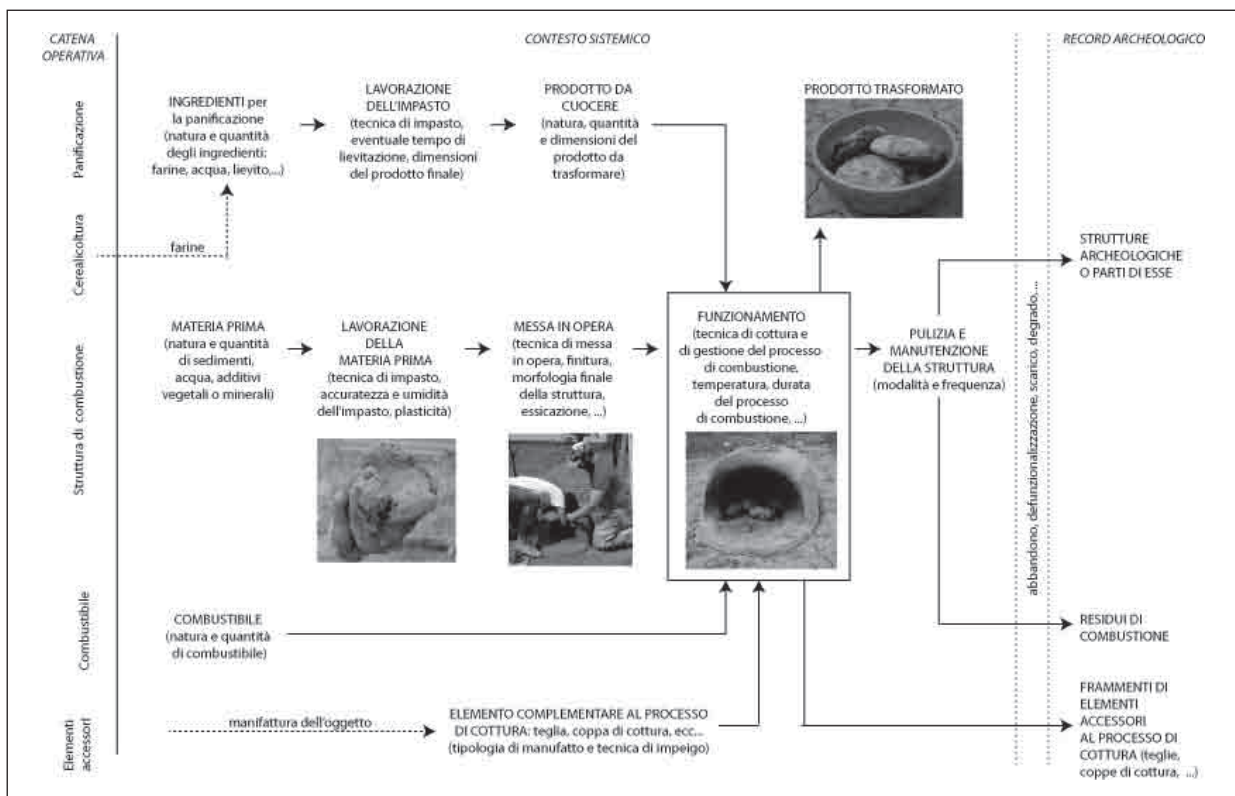 CATENA
OPERATIVA
CONTESTO SISTEMICO
RECORD ARCHEOLOGICO
Panificazione
INGREDIENTI per
la panificazione
(natura e quantità
degli ingredienti:
farine, acqua, lievito,...)
LAVORAZIONE
DELL'IMPASTO
(tecnica di impasto,
eventuale tempo di
lievitazione, dimensioni
del prodotto finale)
PRODOTTO DA
CUOCERE
(natura, quantità
e dimensioni del
prodotto da
trasformare)
PRODOTTO TRASFORMATO
Cerealicoltura
farine
Struttura di combustione
MATERIA PRIMA
(natura e quantità
di sedimenti,
acqua, additivi
vegetali o minerali)
LAVORAZIONE
DELLA
MATERIA PRIMA
(tecnica di impasto,
accuratezza e umidità
dell'impasto, plasticità)
MESSA IN OPERA
(tecnica di messa
in opera, finitura,
morfologia finale
della struttura,
essicazione, ...)
FUNZIONAMENTO
(tecnica di cottura e
di gestione del processo
di combustione,
temperatura, durata
del processo
di combustione, ...)
PULIZIA E
MANUTENZIONE
DELLA STRUTTURA
(modalità e frequenza)
abbandono, defunzionalizzazione, scarico, degrado, ...
STRUTTURE
ARCHEOLOGICHE
O PARTI DI ESSE
Combustibile
COMBUSTIBILE
(natura e quantità
di combustibile)
RESIDUI DI
COMBUSTIONE
Elementi
accessori
manifattura dell'oggetto
ELEMENTO COMPLEMENTARE AL PROCESSO
DI COTTURA: teglia, coppa di cottura, ecc...
(tipologia di manufatto e tecnica di impeigo)
FRAMMENTI DI
ELEMENTI
ACCESSORI
AL PROCESSO DI
COTTURA (teglie,
coppe di cottura, ...)